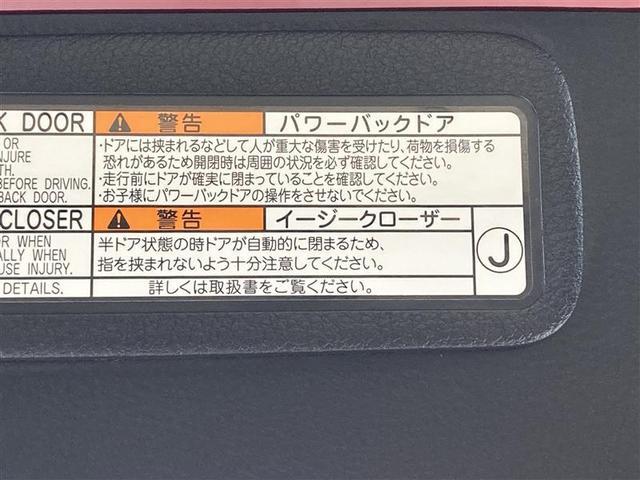 K DOOR
OR
NJURE
TH.
BEFORE DRIVING.
BACK DOOR.
CLOSER
OR WHEN
ALLY WHEN
USE INJURY.
DETAILS.
警告 パワーバックドア
・ドアには挟まれるなどして人が重大な傷害を受けたり、荷物を損傷する
恐れがあるため開閉時は周囲の状況を必ず確認してください。
・走行前にドアが確実に閉まっていることを確認してください。
・お子様にパワーバックドアの操作をさせないでください。
警告 イージークローザー
半ドア状態の時ドアが自動的に閉まるため、
指を挟まれないよう十分注意してください。
詳しくは取扱書をご覧ください。
J